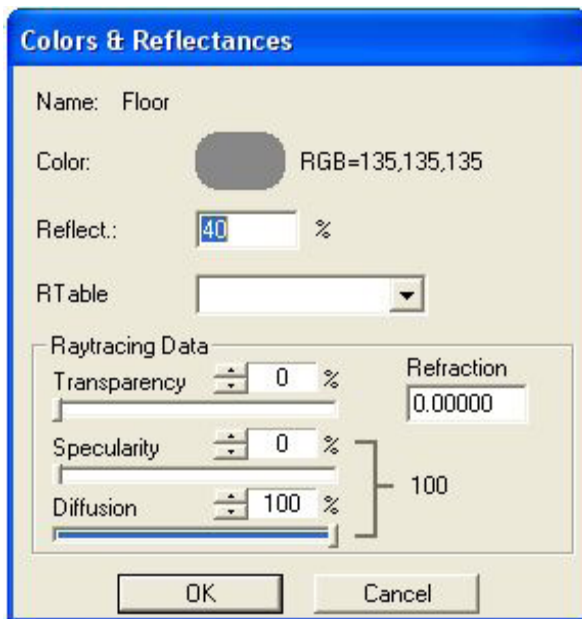 Colors & Reflectances
Name: Floor
Color: RGB=135,135,135
Reflect.: 40 %
RTable
Raytracing Data
Transparency 0 % Refraction
0.00000
Specularity 0 %
100
Diffusion 100 %
OK Cancel